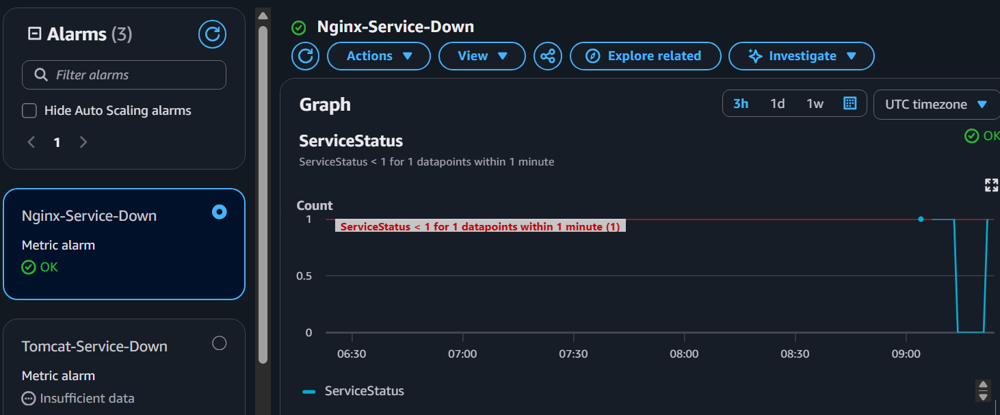 Alarms (3)
Filter alarms
Hide Auto Scaling alarms
1
Nginx-Service-Down
Metric alarm
OK
Tomcat-Service-Down
Metric alarm
Insufficient data
Nginx-Service-Down
Actions View Explore related Investigate
Graph
3h 1d 1w UTC timezone
ServiceStatus
OK
ServiceStatus < 1 for 1 datapoints within 1 minute
Count
1
ServiceStatus < 1 for 1 datapoints within 1 minute (1)
0.5
0
06:30 07:00 07:30 08:00 08:30 09:00
ServiceStatus